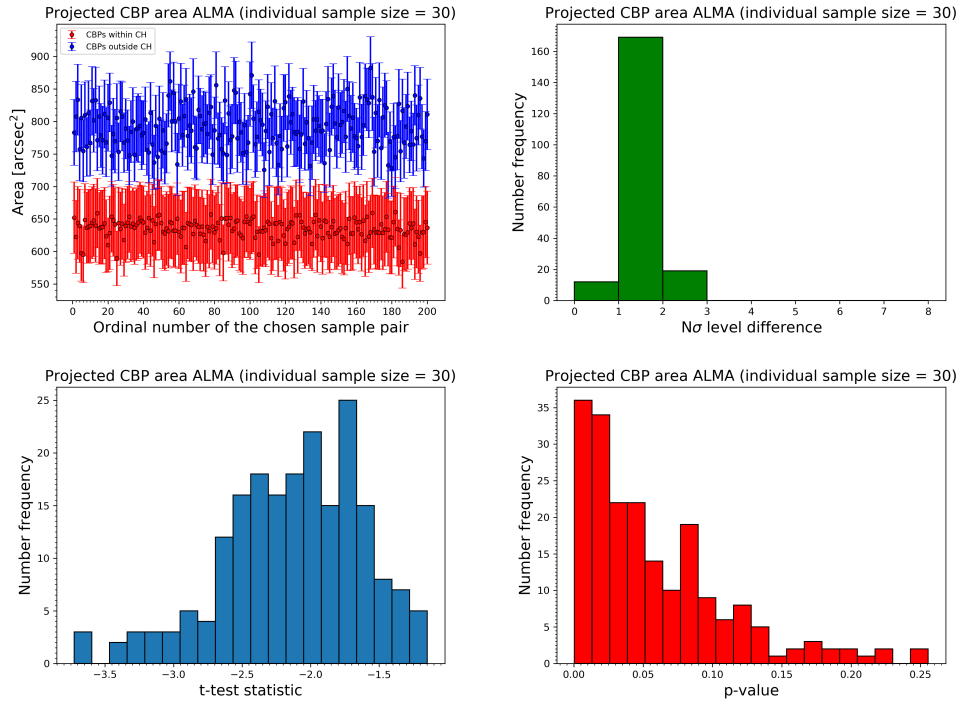 Projected CBP area ALMA (individual sample size = 30)
CBPs within CH
CBPs outside CH
Area [arcsec²]
900
850
800
750
700
650
600
550
0 20 40 60 80 100 120 140 160 180 200
Ordinal number of the chosen sample pair
Projected CBP area ALMA (individual sample size = 30)
Number frequency
160
140
120
100
80
60
40
20
0
0 1 2 3 4 5 6 7 8
Nσ level difference
Projected CBP area ALMA (individual sample size = 30)
Number frequency
25
20
15
10
5
0
−3.5 −3.0 −2.5 −2.0 −1.5
t-test statistic
Projected CBP area ALMA (individual sample size = 30)
Number frequency
35
30
25
20
15
10
5
0
0.00 0.05 0.10 0.15 0.20 0.25
p-value